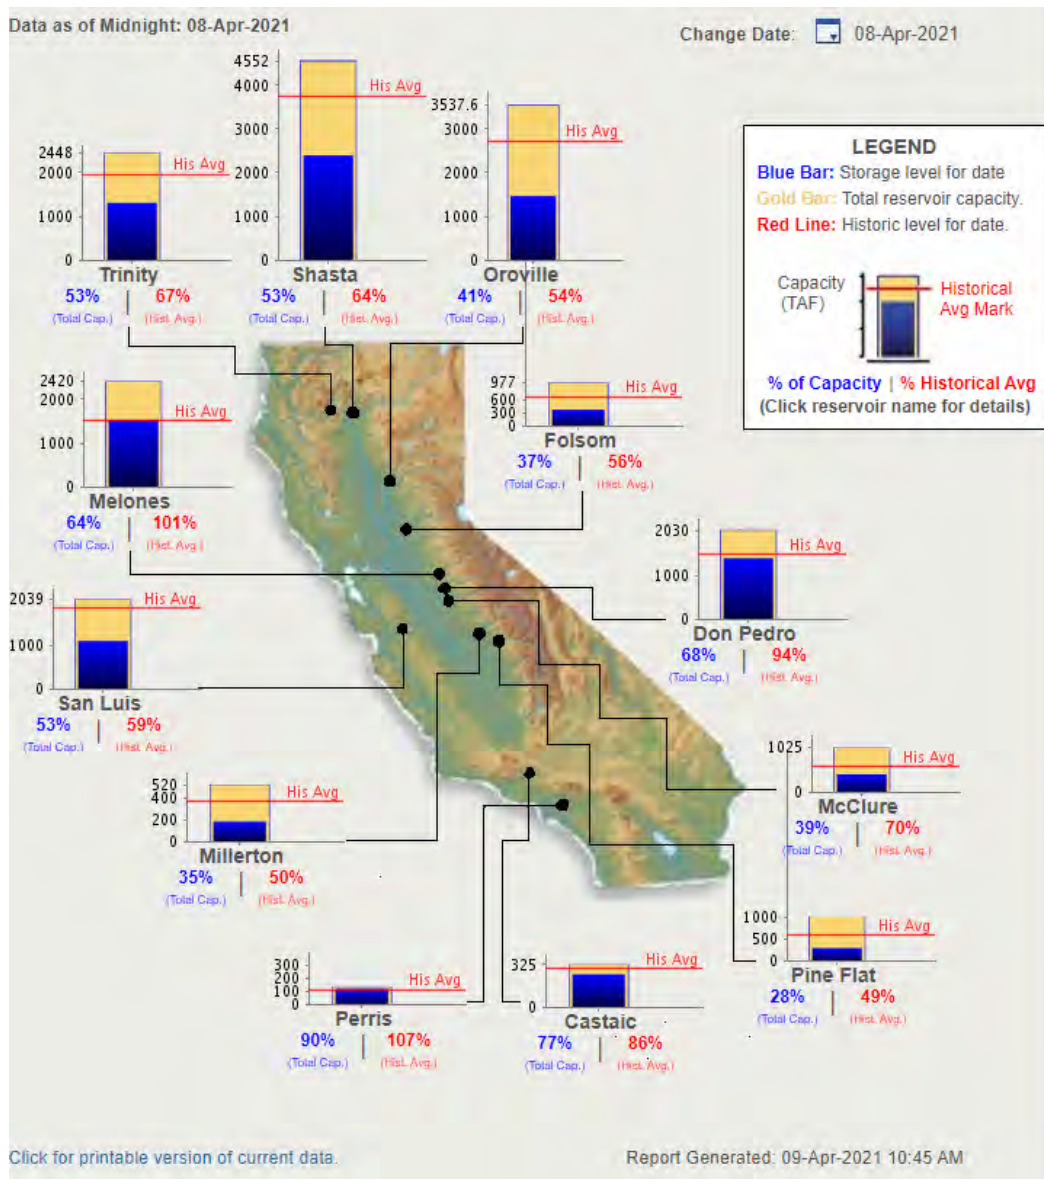 Data as of Midnight: 08-Apr-2021
Change Date: 08-Apr-2021
4552
4000
3000
2000
1000
0
His Avg
Shasta
53% | 64%
(Total Cap.) (Hist. Avg.)
3537.6
3000
2000
1000
0
His Avg
Oroville
41% | 54%
(Total Cap.) (Hist. Avg.)
2448
2000
1000
0
His Avg
Trinity
53% | 67%
(Total Cap.) (Hist. Avg.)
LEGEND
Blue Bar: Storage level for date
Gold Bar: Total reservoir capacity.
Red Line: Historic level for date.
Capacity
(TAF)
Historical
Avg Mark
% of Capacity | % Historical Avg
(Click reservoir name for details)
2420
2000
1000
0
His Avg
Melones
64% | 101%
(Total Cap.) (Hist. Avg.)
977
600
300
0
His Avg
Folsom
37% | 56%
(Total Cap.) (Hist. Avg.)
2030
1000
0
His Avg
Don Pedro
68% | 94%
(Total Cap.) (Hist. Avg.)
2039
1000
0
His Avg
San Luis
53% | 59%
(Total Cap.) (Hist. Avg.)
1025
0
His Avg
McClure
39% | 70%
(Total Cap.) (Hist. Avg.)
520
400
200
0
His Avg
Millerton
35% | 50%
(Total Cap.) (Hist. Avg.)
1000
500
0
His Avg
Pine Flat
28% | 49%
(Total Cap.) (Hist. Avg.)
300
200
100
0
His Avg
Perris
90% | 107%
(Total Cap.) (Hist. Avg.)
325
0
His Avg
Castaic
77% | 86%
(Total Cap.) (Hist. Avg.)
Click for printable version of current data.
Report Generated: 09-Apr-2021 10:45 AM